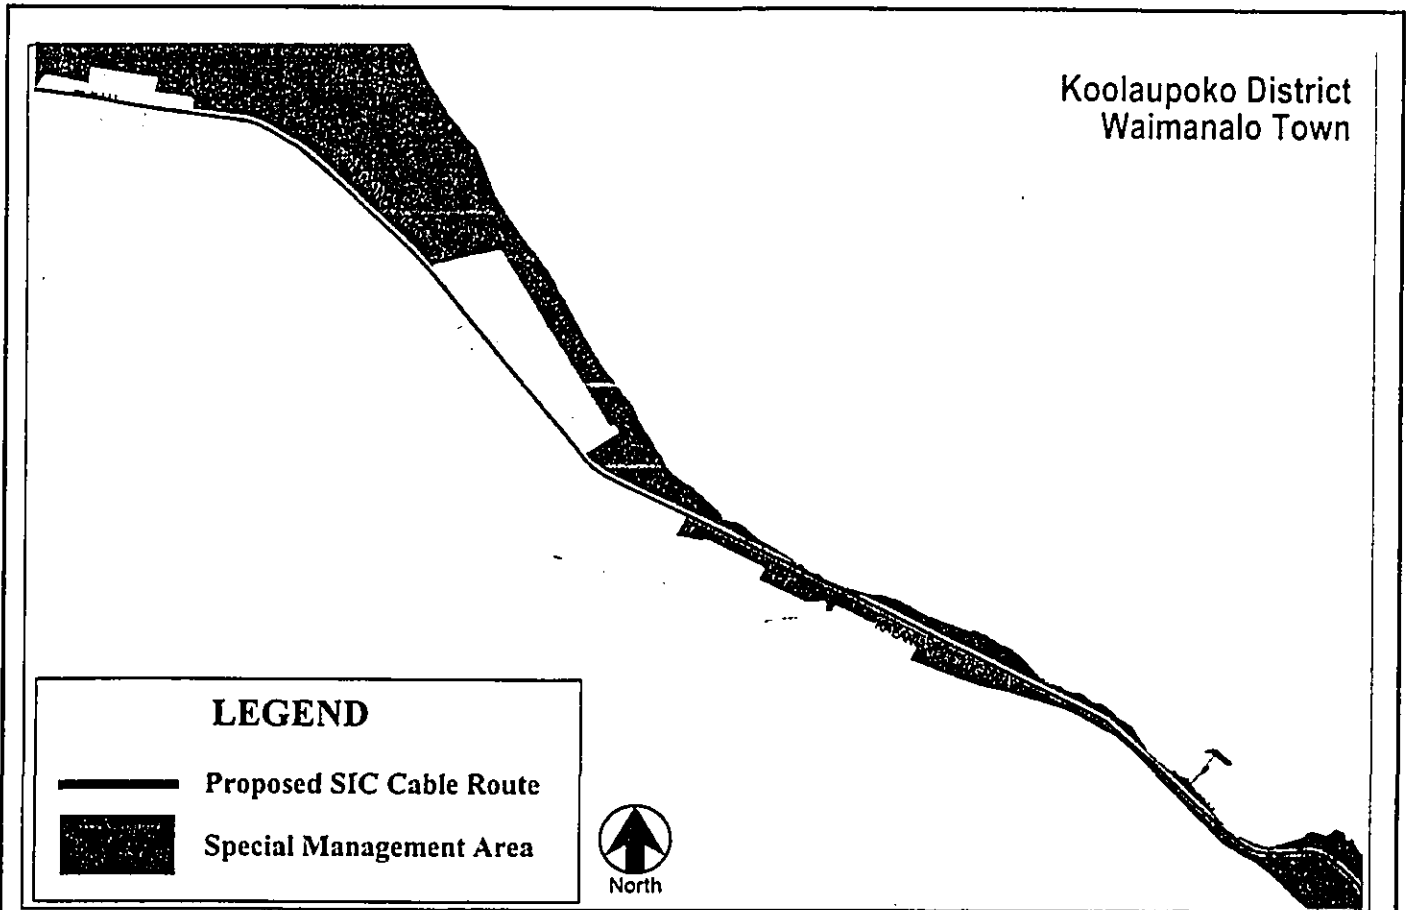 Koolaupoko District
Waimanalo Town
LEGEND
Proposed SIC Cable Route
Special Management Area
North